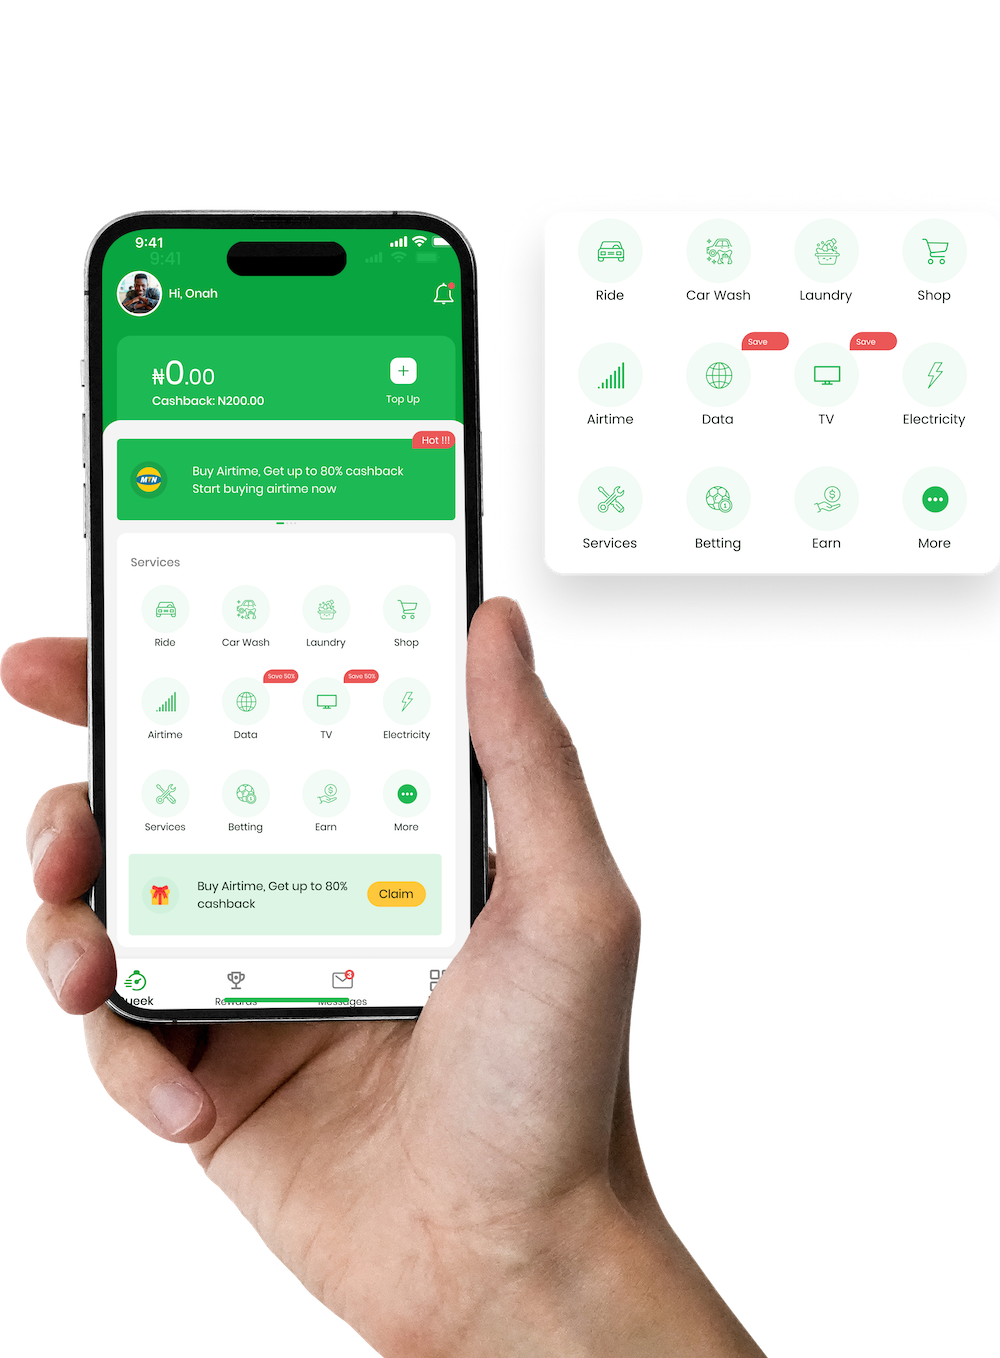 9:41
9:41
Hi, Onah
₦0.00
Cashback: N200.00
Top Up
Hot !!!
MTN
Buy Airtime, Get up to 80% cashback
Start buying airtime now
Services
Ride
Car Wash
Laundry
Shop
Save 50%
Save 50%
Airtime
Data
TV
Electricity
Services
Betting
Earn
More
Buy Airtime, Get up to 80%
cashback
Claim
3
Rewards
Messages
Ride
Car Wash
Laundry
Shop
Save
Save
Airtime
Data
TV
Electricity
Services
Betting
Earn
More